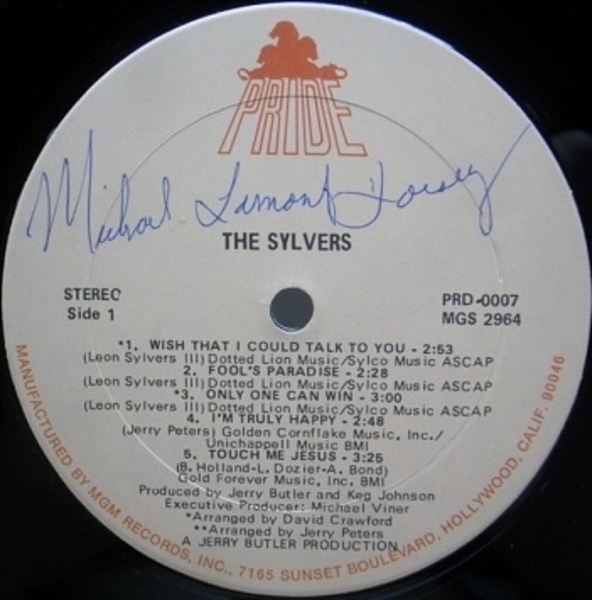 PRIDE
Michael Lamont Dorsey
THE SYLVERS
STEREO
Side 1
PRD-0007
MGS 2964
*1. WISH THAT I COULD TALK TO YOU - 2:53
(Leon Sylvers III) Dotted Lion Music/Sylco Music ASCAP
2. FOOL'S PARADISE - 2:28
(Leon Sylvers III) Dotted Lion Music/Sylco Music ASCAP
*3. ONLY ONE CAN WIN - 3:00
(Leon Sylvers III) Dotted Lion Music/Sylco Music ASCAP
4. I'M TRULY HAPPY - 2:48
(Jerry Peters) Golden Cornflake Music, Inc./
Unichappell Music BMI
5. TOUCH ME JESUS - 3:25
(B. Holland-L. Dozier-A. Bond)
Gold Forever Music, Inc. BMI
Produced by Jerry Butler and Keg Johnson
Executive Producer: Michael Viner
*Arranged by David Crawford
**Arranged by Jerry Peters
A JERRY BUTLER PRODUCTION
MANUFACTURED BY MGM RECORDS, INC., 7165 SUNSET BOULEVARD, HOLLYWOOD, CALIF. 90046